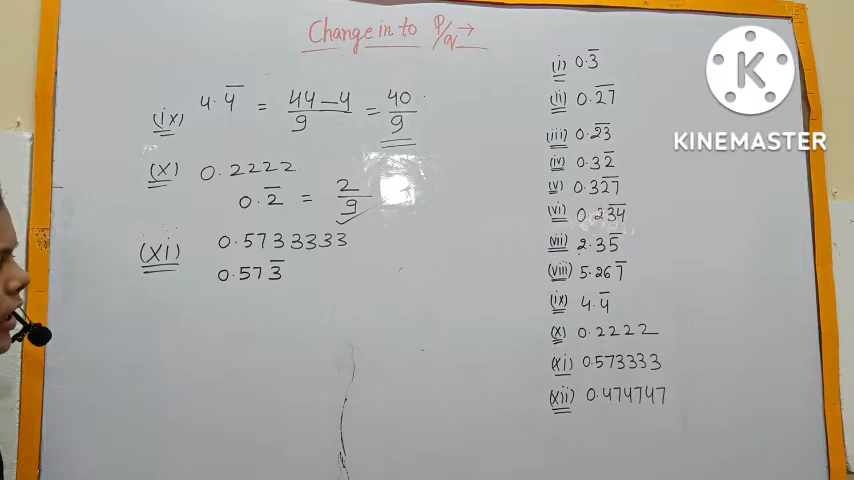 Change in to P/q →
(ix) 4.4̅ = 44-4/9 = 40/9
(x) 0.2222
0.2̅ = 2/9
(xi) 0.5733333
0.573̅
(i) 0.3̅
(ii) 0.2̅7̅
(iii) 0.2̅3̅
(iv) 0.32̅
(v) 0.32̅7̅
(vi) 0.23̅4̅
(vii) 2.35̅
(viii) 5.267̅
(ix) 4.4̅
(x) 0.2222
(xi) 0.573333
(xii) 0.474747
K
KINEMASTER